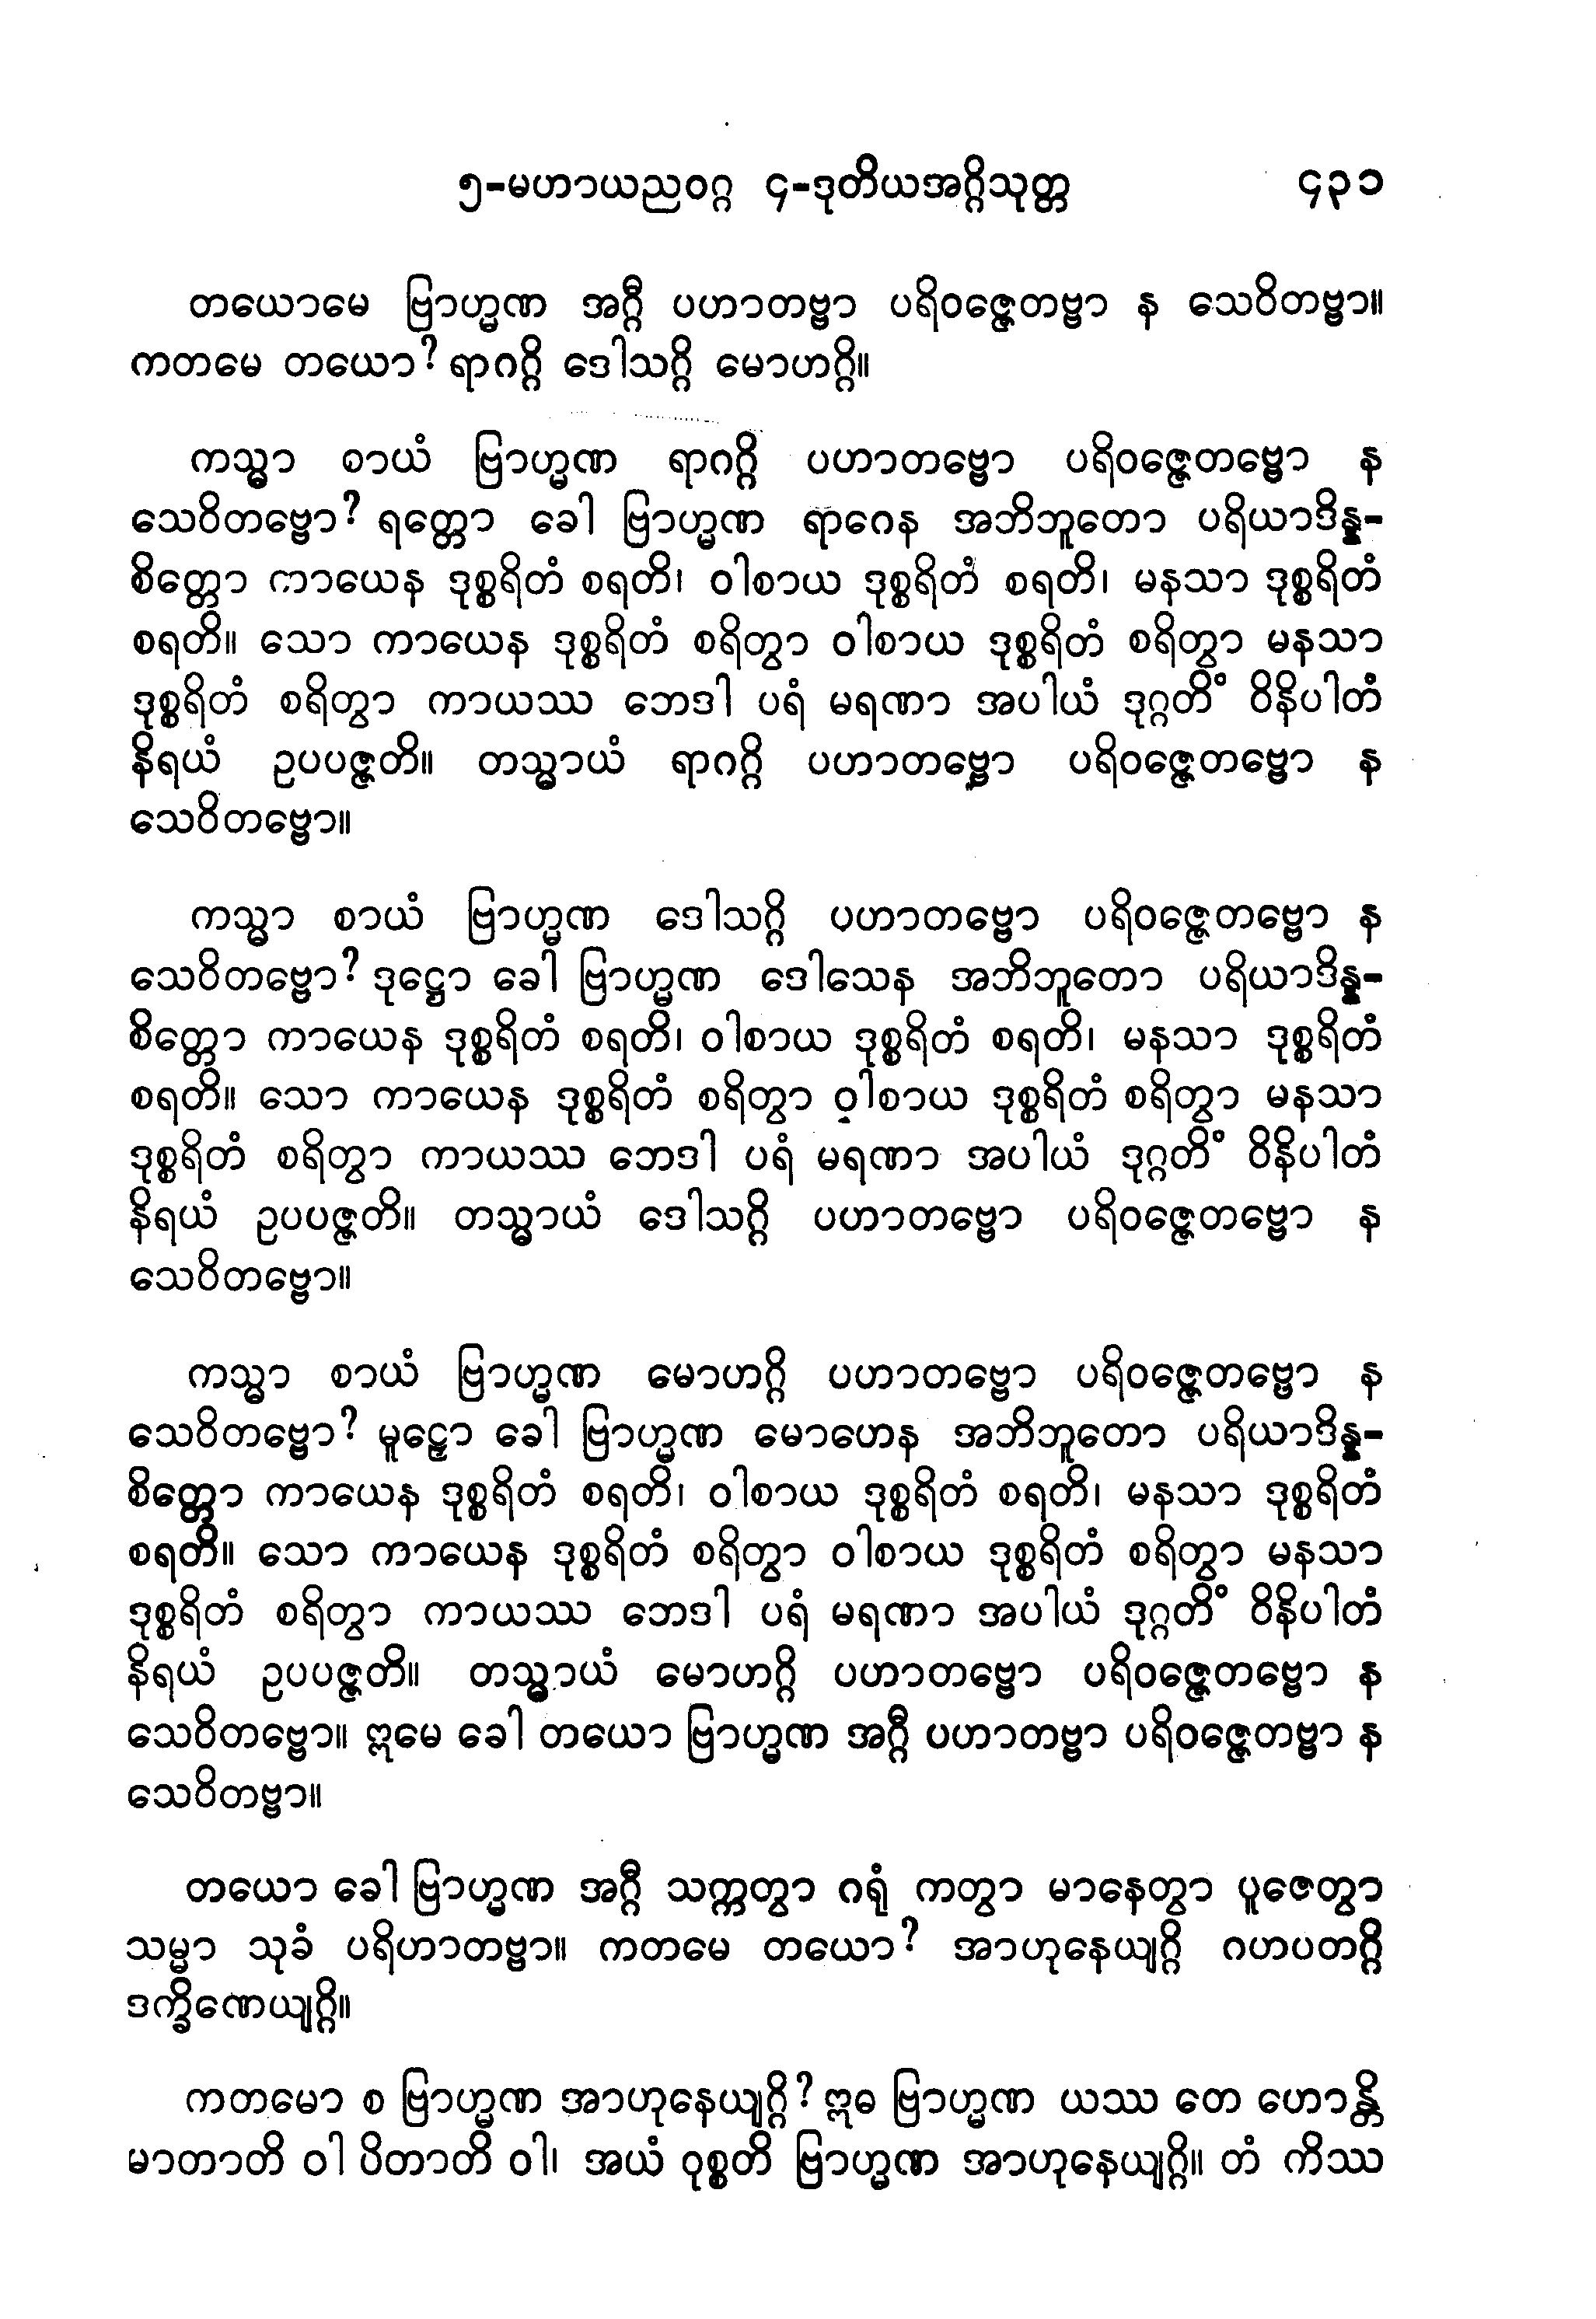 ၅-မဟာယညဝဂ္ဂ ၄-ဒုတိယအဂ္ဂိသုတ္တ ၄၃၁
တယောမေ ဗြာဟ္မဏ အဂ္ဂီ ပဟာတဗ္ဗာ ပရိဝဇ္ဇေတဗ္ဗာ န သေဝိတဗ္ဗာ။
ကတမေ တယော? ရာဂဂ္ဂိ ဒေါသဂ္ဂိ မောဟဂ္ဂိ။
ကသ္မာ စာယံ ဗြာဟ္မဏ ရာဂဂ္ဂိ ပဟာတဗ္ဗော ပရိဝဇ္ဇေတဗ္ဗော န
သေဝိတဗ္ဗော? ရတ္တော ခေါ ဗြာဟ္မဏ ရာဂေန အဘိဘူတော ပရိယာဒိန္န-
စိတ္တော ကာယေန ဒုစ္စရိတံ စရတိ၊ ဝါစာယ ဒုစ္စရိတံ စရတိ၊ မနသာ ဒုစ္စရိတံ
စရတိ။ သော ကာယေန ဒုစ္စရိတံ စရိတွာ ဝါစာယ ဒုစ္စရိတံ စရိတွာ မနသာ
ဒုစ္စရိတံ စရိတွာ ကာယဿ ဘေဒါ ပရံ မရဏာ အပါယံ ဒုဂ္ဂတိံ ဝိနိပါတံ
နိရယံ ဥပပဇ္ဇတိ။ တသ္မာယံ ရာဂဂ္ဂိ ပဟာတဗ္ဗော ပရိဝဇ္ဇေတဗ္ဗော န
သေဝိတဗ္ဗော။
ကသ္မာ စာယံ ဗြာဟ္မဏ ဒေါသဂ္ဂိ ပဟာတဗ္ဗော ပရိဝဇ္ဇေတဗ္ဗော န
သေဝိတဗ္ဗော? ဒုဋ္ဌော ခေါ ဗြာဟ္မဏ ဒေါသေန အဘိဘူတော ပရိယာဒိန္န-
စိတ္တော ကာယေန ဒုစ္စရိတံ စရတိ၊ ဝါစာယ ဒုစ္စရိတံ စရတိ၊ မနသာ ဒုစ္စရိတံ
စရတိ။ သော ကာယေန ဒုစ္စရိတံ စရိတွာ ဝါစာယ ဒုစ္စရိတံ စရိတွာ မနသာ
ဒုစ္စရိတံ စရိတွာ ကာယဿ ဘေဒါ ပရံ မရဏာ အပါယံ ဒုဂ္ဂတိံ ဝိနိပါတံ
နိရယံ ဥပပဇ္ဇတိ။ တသ္မာယံ ဒေါသဂ္ဂိ ပဟာတဗ္ဗော ပရိဝဇ္ဇေတဗ္ဗော န
သေဝိတဗ္ဗော။
ကသ္မာ စာယံ ဗြာဟ္မဏ မောဟဂ္ဂိ ပဟာတဗ္ဗော ပရိဝဇ္ဇေတဗ္ဗော န
သေဝိတဗ္ဗော? မူဠှော ခေါ ဗြာဟ္မဏ မောဟေန အဘိဘူတော ပရိယာဒိန္န-
စိတ္တော ကာယေန ဒုစ္စရိတံ စရတိ၊ ဝါစာယ ဒုစ္စရိတံ စရတိ၊ မနသာ ဒုစ္စရိတံ
စရတိ။ သော ကာယေန ဒုစ္စရိတံ စရိတွာ ဝါစာယ ဒုစ္စရိတံ စရိတွာ မနသာ
ဒုစ္စရိတံ စရိတွာ ကာယဿ ဘေဒါ ပရံ မရဏာ အပါယံ ဒုဂ္ဂတိံ ဝိနိပါတံ
နိရယံ ဥပပဇ္ဇတိ။ တသ္မာယံ မောဟဂ္ဂိ ပဟာတဗ္ဗော ပရိဝဇ္ဇေတဗ္ဗော န
သေဝိတဗ္ဗော။ ဣမေ ခေါ တယော ဗြာဟ္မဏ အဂ္ဂီ ပဟာတဗ္ဗာ ပရိဝဇ္ဇေတဗ္ဗာ န
သေဝိတဗ္ဗာ။
တယော ခေါ ဗြာဟ္မဏ အဂ္ဂီ သက္ကတွာ ဂရုံ ကတွာ မာနေတွာ ပူဇေတွာ
သမ္မာ သုခံ ပရိဟာတဗ္ဗာ။ ကတမေ တယော? အာဟုနေယျဂ္ဂိ ဂဟပတဂ္ဂိ
ဒက္ခိဏေယျဂ္ဂိ။
ကတမော စ ဗြာဟ္မဏ အာဟုနေယျဂ္ဂိ? ဣဓ ဗြာဟ္မဏ ယဿ တေ ဟောန္တိ
မာတာတိ ဝါ ပိတာတိ ဝါ၊ အယံ ဝုစ္စတိ ဗြာဟ္မဏ အာဟုနေယျဂ္ဂိ။ တံ ကိဿ